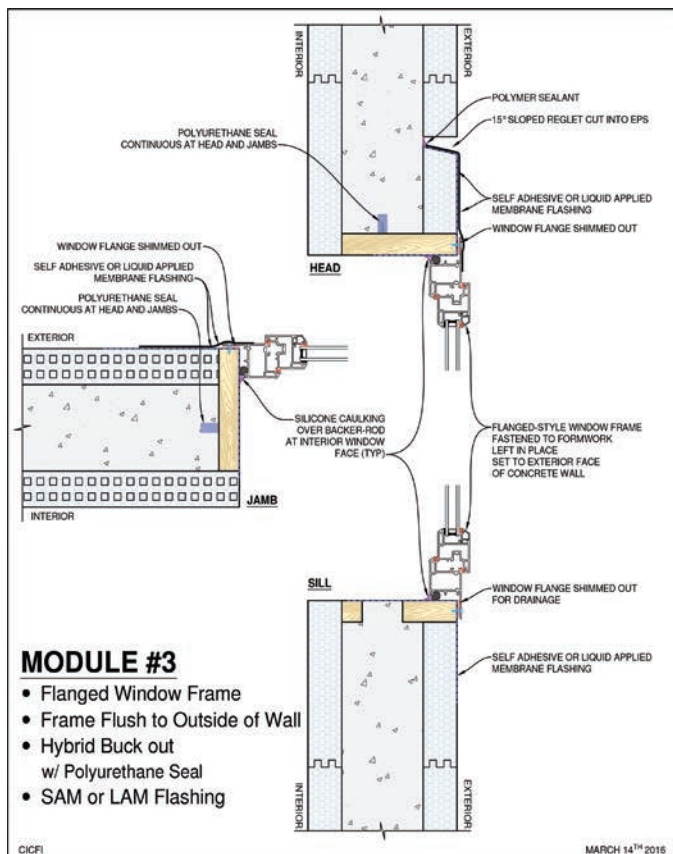 INTERIOR
EXTERIOR
POLYMER SEALANT
15° SLOPED REGLET CUT INTO EPS
POLYURETHANE SEAL
CONTINUOUS AT HEAD AND JAMBS
SELF ADHESIVE OR LIQUID APPLIED
MEMBRANE FLASHING
WINDOW FLANGE SHIMMED OUT
HEAD
WINDOW FLANGE SHIMMED OUT
SELF ADHESIVE OR LIQUID APPLIED
MEMBRANE FLASHING
POLYURETHANE SEAL
CONTINUOUS AT HEAD AND JAMBS
EXTERIOR
SILICONE CAULKING
OVER BACKER-ROD
AT INTERIOR WINDOW
FACE (TYP)
FLANGED-STYLE WINDOW FRAME
FASTENED TO FORMWORK
LEFT IN PLACE
SET TO EXTERIOR FACE
OF CONCRETE WALL
JAMB
INTERIOR
SILL
WINDOW FLANGE SHIMMED OUT
FOR DRAINAGE
SELF ADHESIVE OR LIQUID APPLIED
MEMBRANE FLASHING
MODULE #3
• Flanged Window Frame
• Frame Flush to Outside of Wall
• Hybrid Buck out
w/ Polyurethane Seal
• SAM or LAM Flashing
INTERIOR
EXTERIOR
CICFI
MARCH 14TH 2016